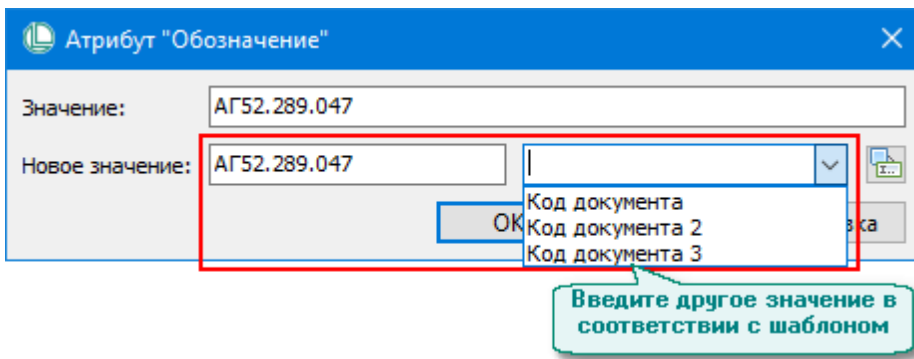 Атрибут "Обозначение"
Значение: АГ52.289.047
Новое значение: АГ52.289.047
Код документа
OK Код документа 2
Код документа 3
Введите другое значение в
соответствии с шаблоном